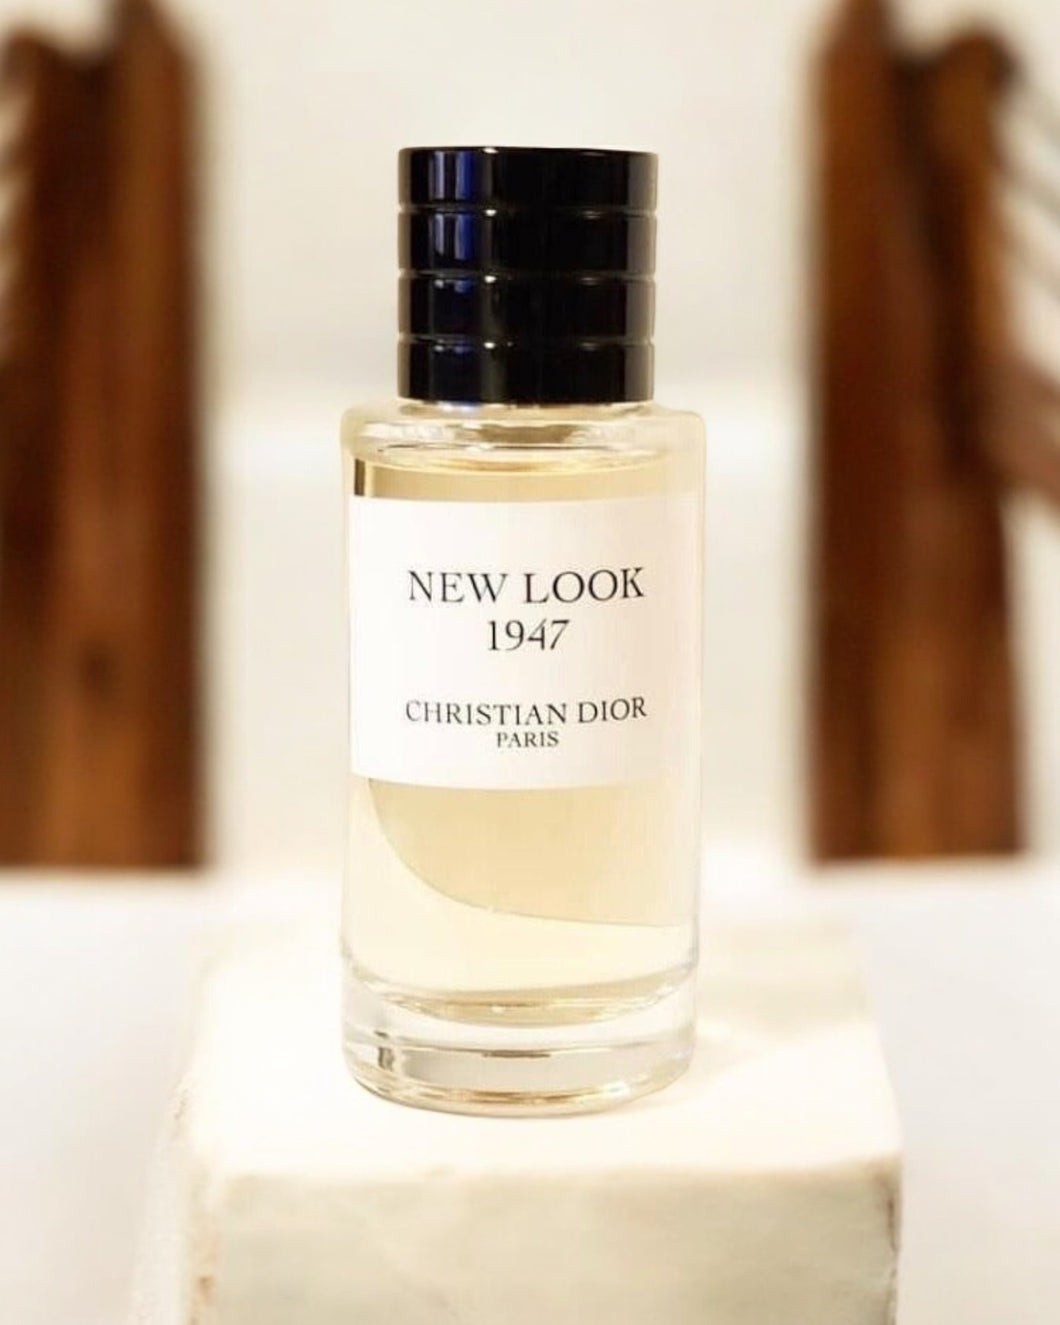 NEW LOOK
1947
CHRISTIAN DIOR
PARIS